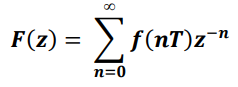 F(z) = ∑_{n=0}^{∞} f(nT)z^{-n}